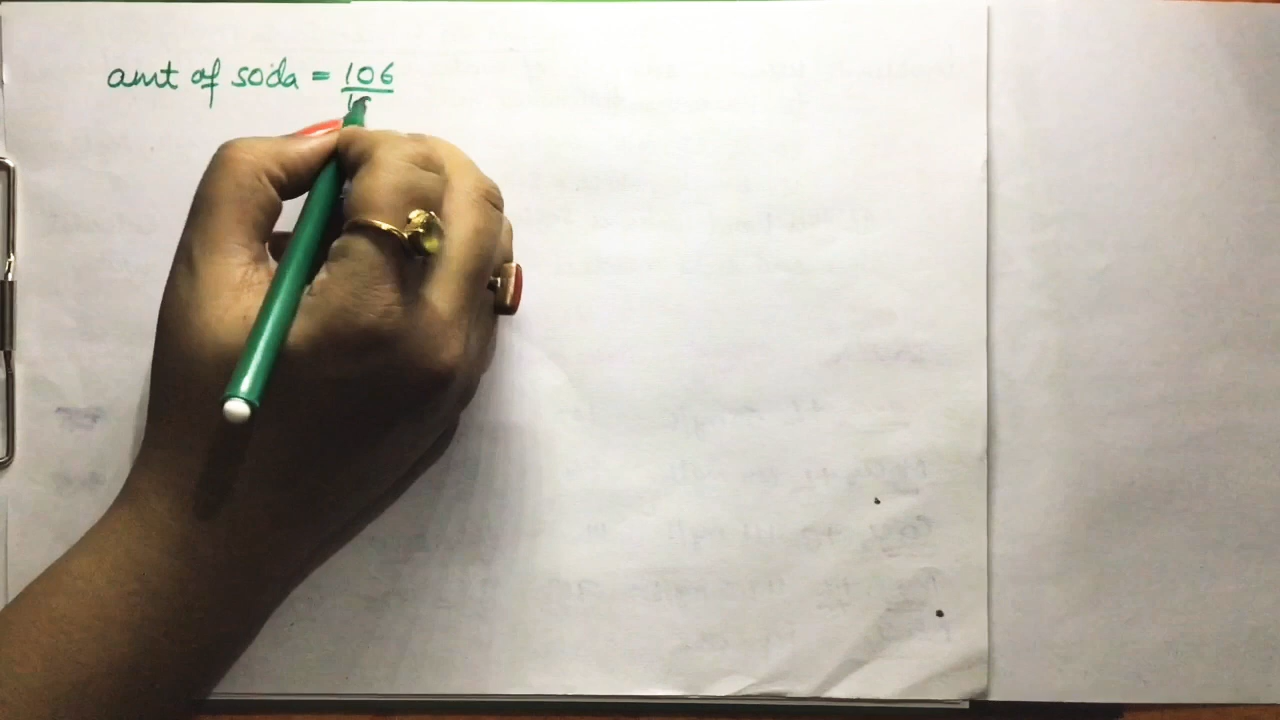 amt of soda = 106